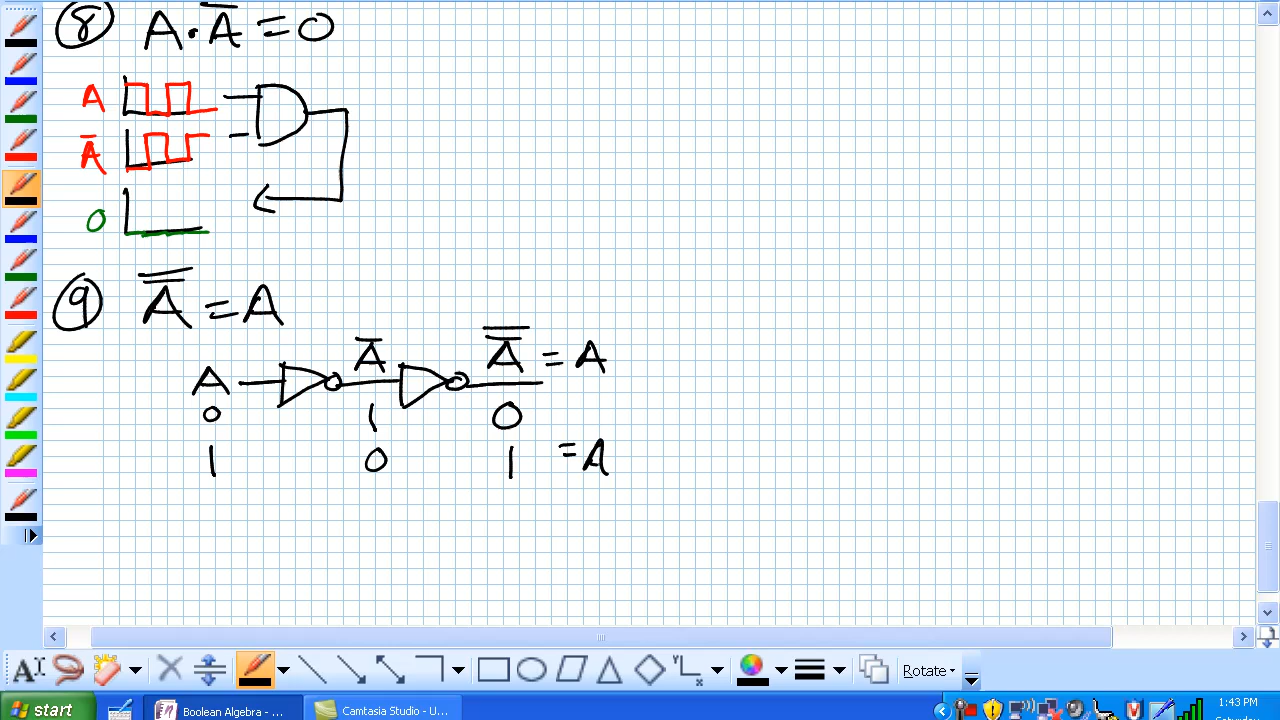 ⑧ A·A̅ = 0
A
A̅
0
⑨ A̿ = A
A A̅ A̿ = A
0 1 0
1 0 1 = A
Rotate
start Boolean Algebra - ... Camtasia Studio - U... 1:43 PM
Saturday